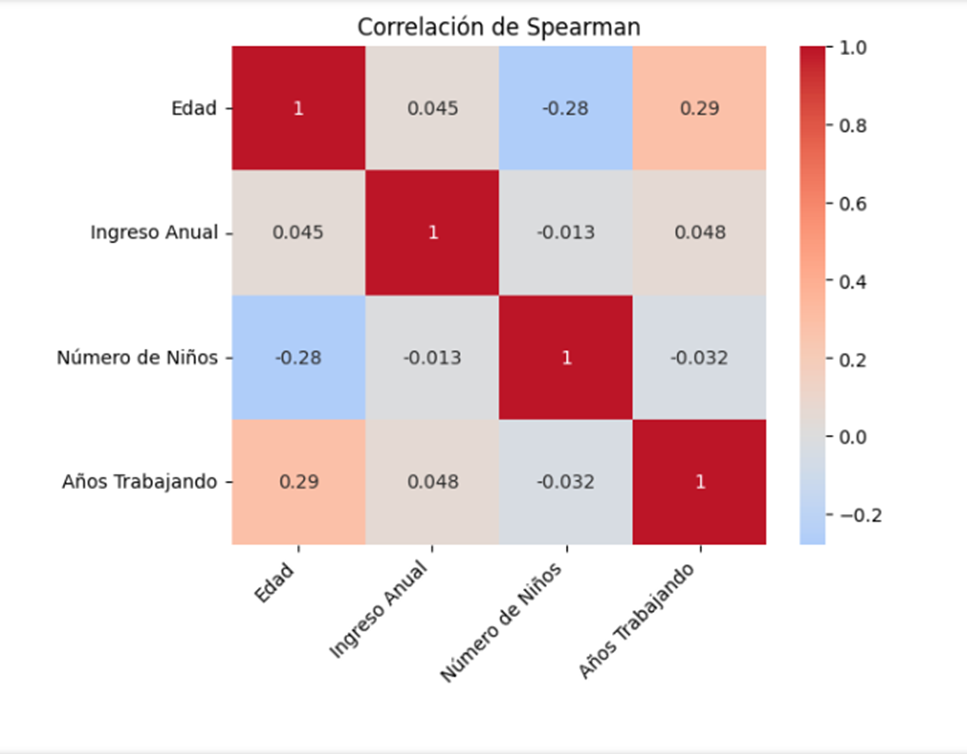 Correlación de Spearman
Edad 1 0.045 -0.28 0.29
Ingreso Anual 0.045 1 -0.013 0.048
Número de Niños -0.28 -0.013 1 -0.032
Años Trabajando 0.29 0.048 -0.032 1
Edad
Ingreso Anual
Número de Niños
Años Trabajando
1.0
0.8
0.6
0.4
0.2
0.0
−0.2